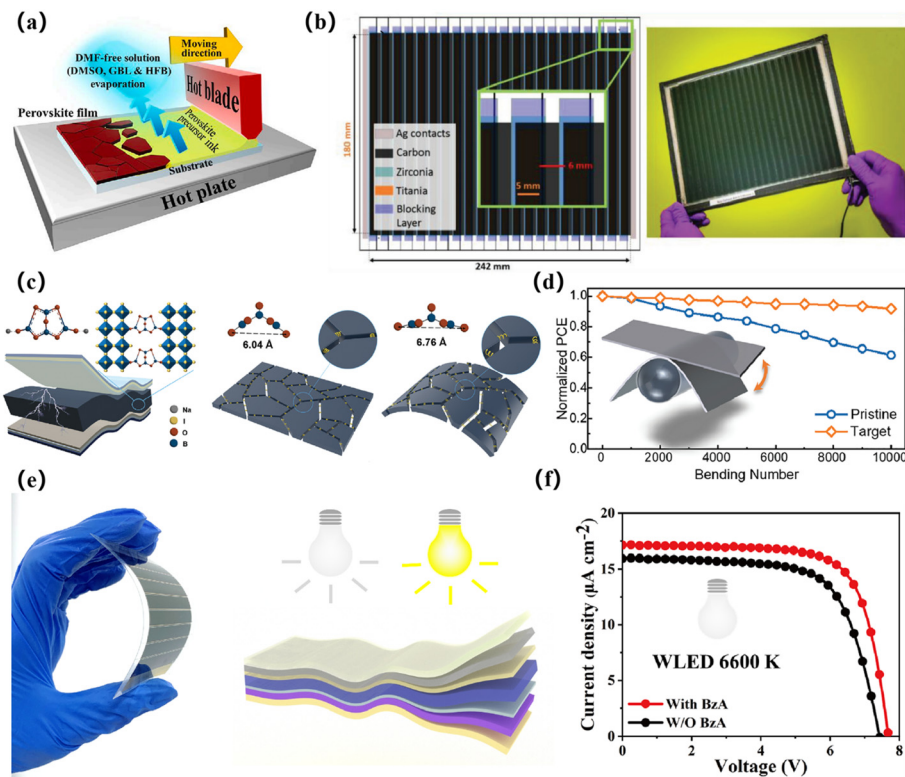 (a)
DMF-free solution
(DMSO, GBL & HFB)
evaporation
Moving
direction
Hot blade
Perovskite film
Perovskite
precursor ink
Substrate
Hot plate
(b)
180 mm
Ag contacts
Carbon
Zirconia
Titania
Blocking
Layer
6 mm
5 mm
242 mm
(c)
6.04 Å
6.76 Å
Na
I
O
B
(d)
Normalized PCE
1.0
0.8
0.6
0.4
0.2
0.0
0
2000
4000
6000
8000
10000
Bending Number
Pristine
Target
(e)
(f)
Current density (μA cm⁻²)
20
15
10
5
0
0
2
4
6
8
Voltage (V)
WLED 6600 K
With BzA
W/O BzA